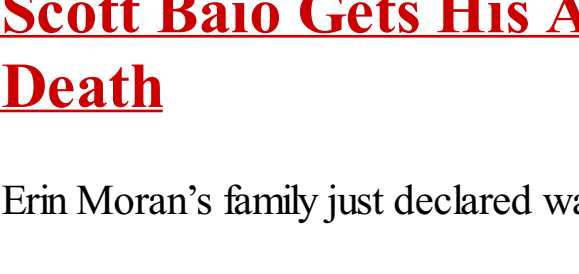 Scott Baio Gets His A
Death
Erin Moran’s family just declared wa